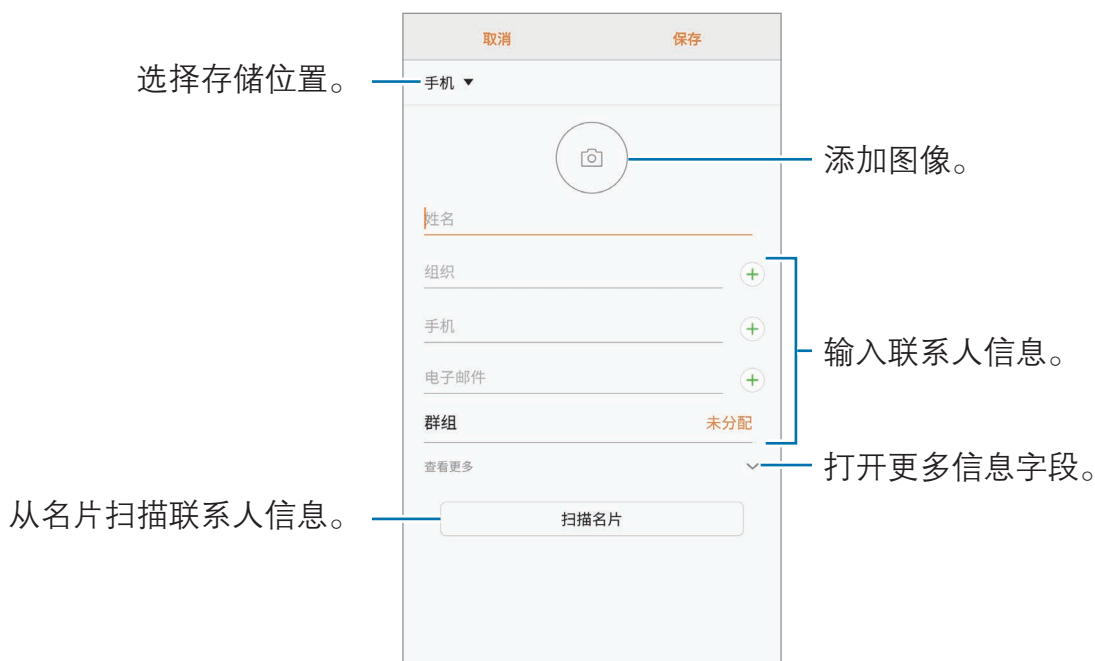 取消 保存
选择存储位置。
手机
添加图像。
姓名
组织
手机
输入联系人信息。
电子邮件
群组 未分配
查看更多
打开更多信息字段。
从名片扫描联系人信息。
扫描名片